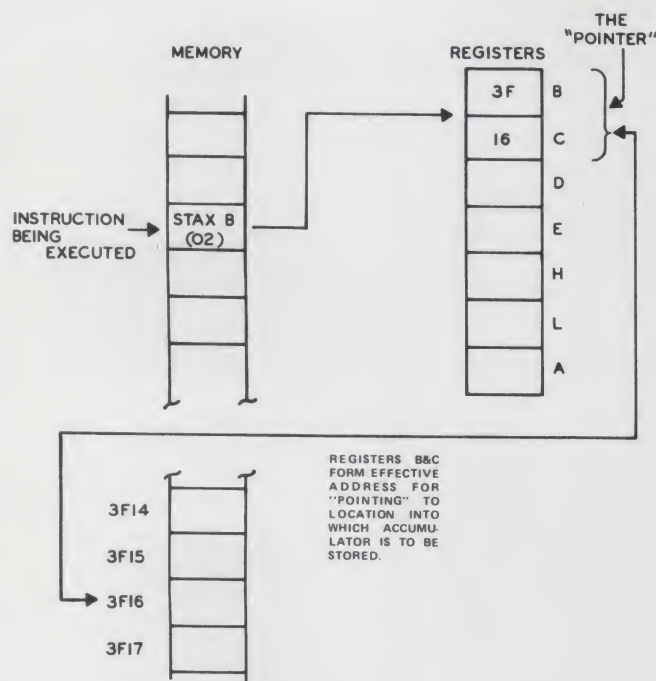 THE
"POINTER"
MEMORY
REGISTERS
3F B
16 C
D
INSTRUCTION
BEING
EXECUTED
STAX B
(02)
E
H
L
A
REGISTERS B&C
FORM EFFECTIVE
ADDRESS FOR
"POINTING" TO
LOCATION INTO
WHICH ACCUMU-
LATOR IS TO BE
STORED.
3F14
3F15
3F16
3F17